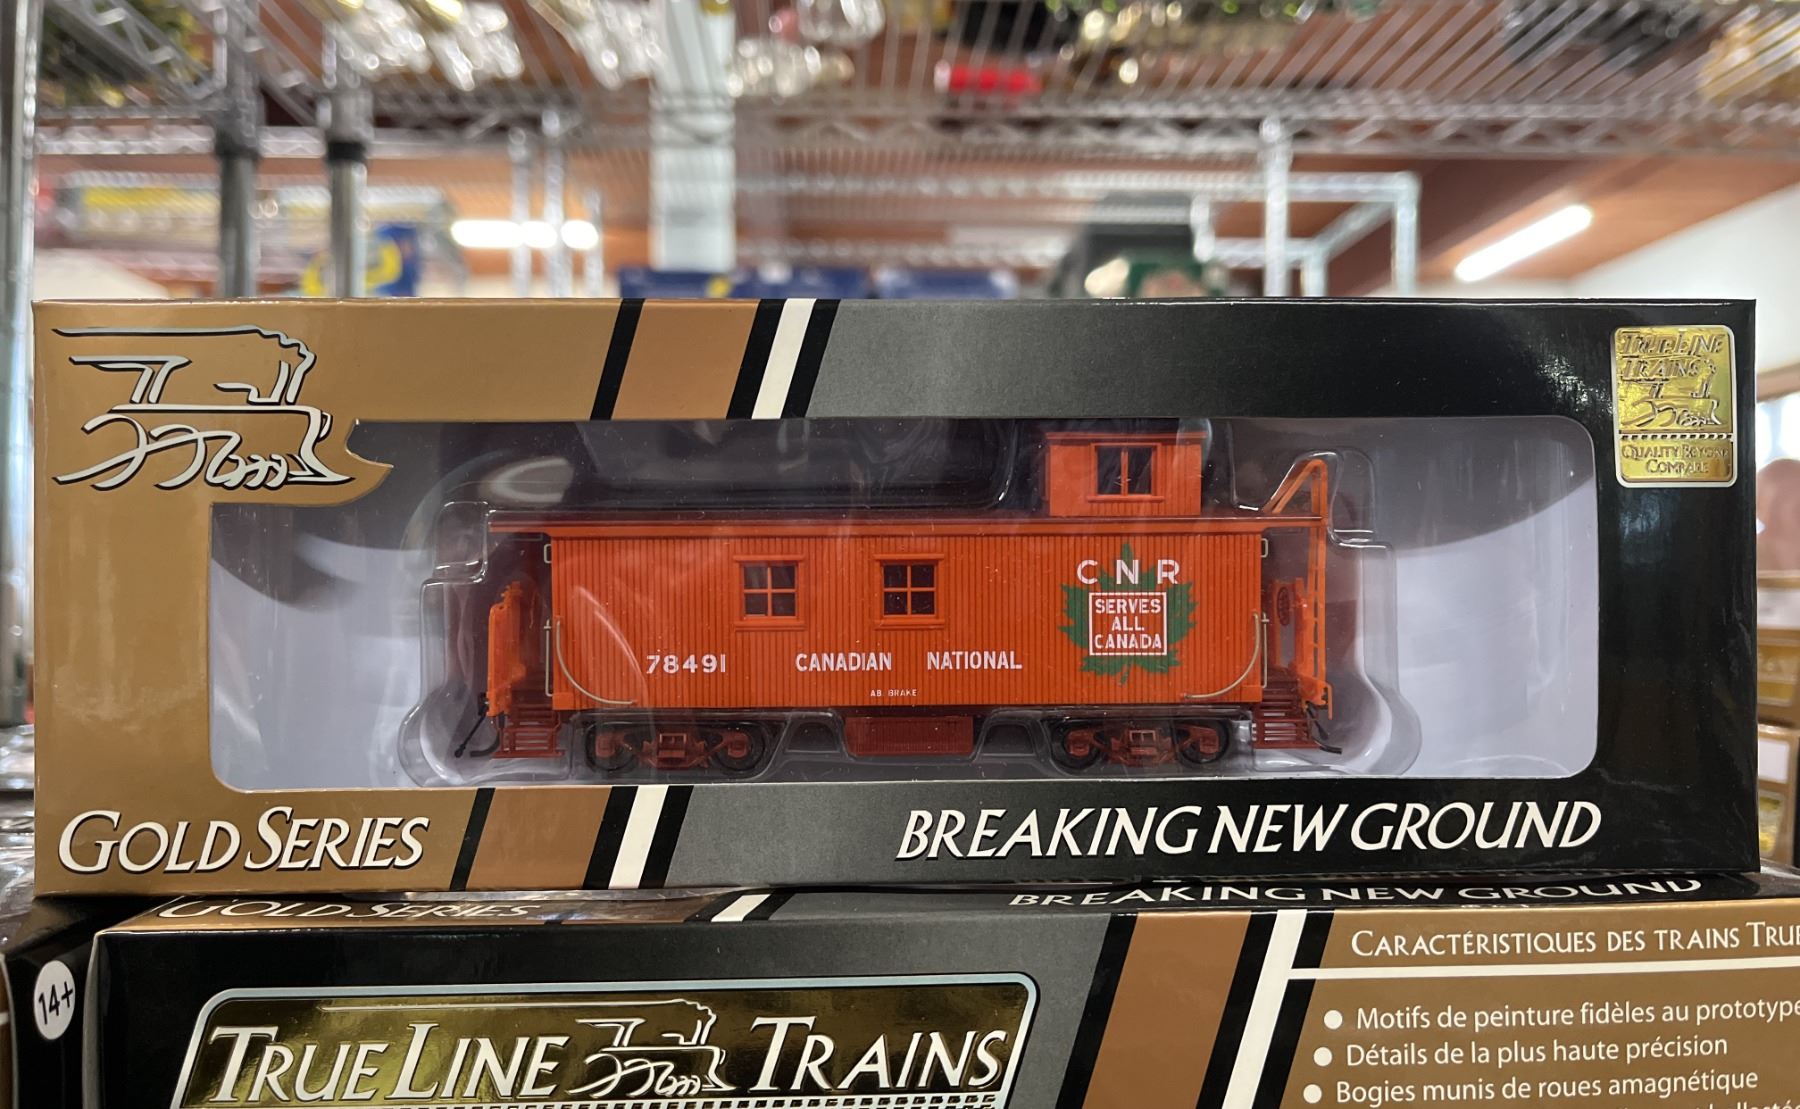 TRUE LINE
TRAINS
QUALITY BEYOND
COMPARE
C N R
SERVES
ALL
CANADA
78491 CANADIAN NATIONAL
AB. BRAKE
GOLD SERIES
BREAKING NEW GROUND
GOLD SERIES
BREAKING NEW GROUND
14+
TRUE LINE TRAINS
CARACTÉRISTIQUES DES TRAINS TRUE
• Motifs de peinture fidèles au prototype
• Détails de la plus haute précision
• Bogies munis de roues amagnétique